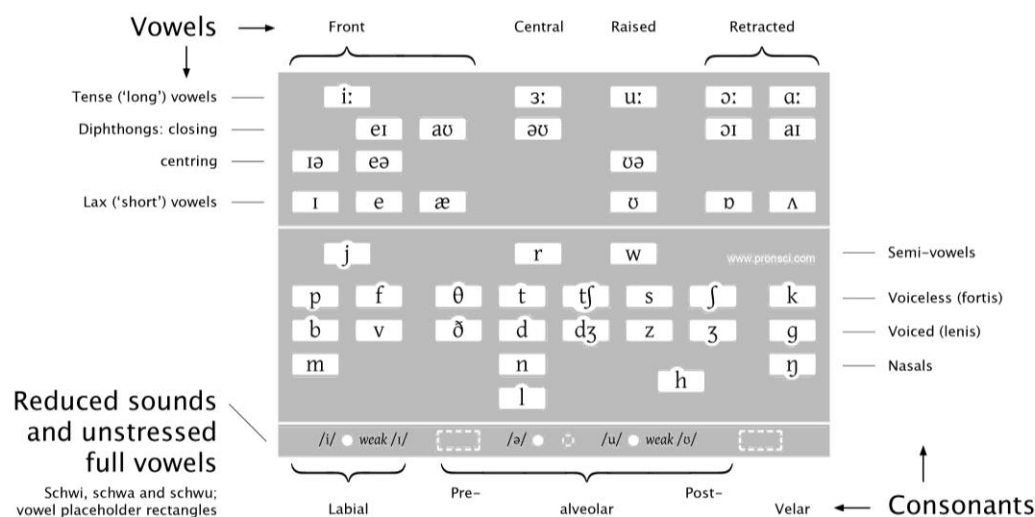 Vowels Front Central Raised Retracted
Tense (‘long’) vowels iː ɜː uː ɔː ɑː
Diphthongs: closing eɪ aʊ əʊ ɔɪ aɪ
centring ɪə eə ʊə
Lax (‘short’) vowels ɪ e æ ʊ ɒ ʌ
j r w www.pronsci.com Semi-vowels
p f θ t tʃ s ʃ k Voiceless (fortis)
b v ð d dʒ z ʒ g Voiced (lenis)
m n ŋ Nasals
h
l
Reduced sounds
and unstressed
full vowels
/i/ weak /ɪ/ /ə/ /u/ weak /ʊ/
Schwi, schwa and schwu;
vowel placeholder rectangles
Pre- Post-
Labial alveolar Velar Consonants